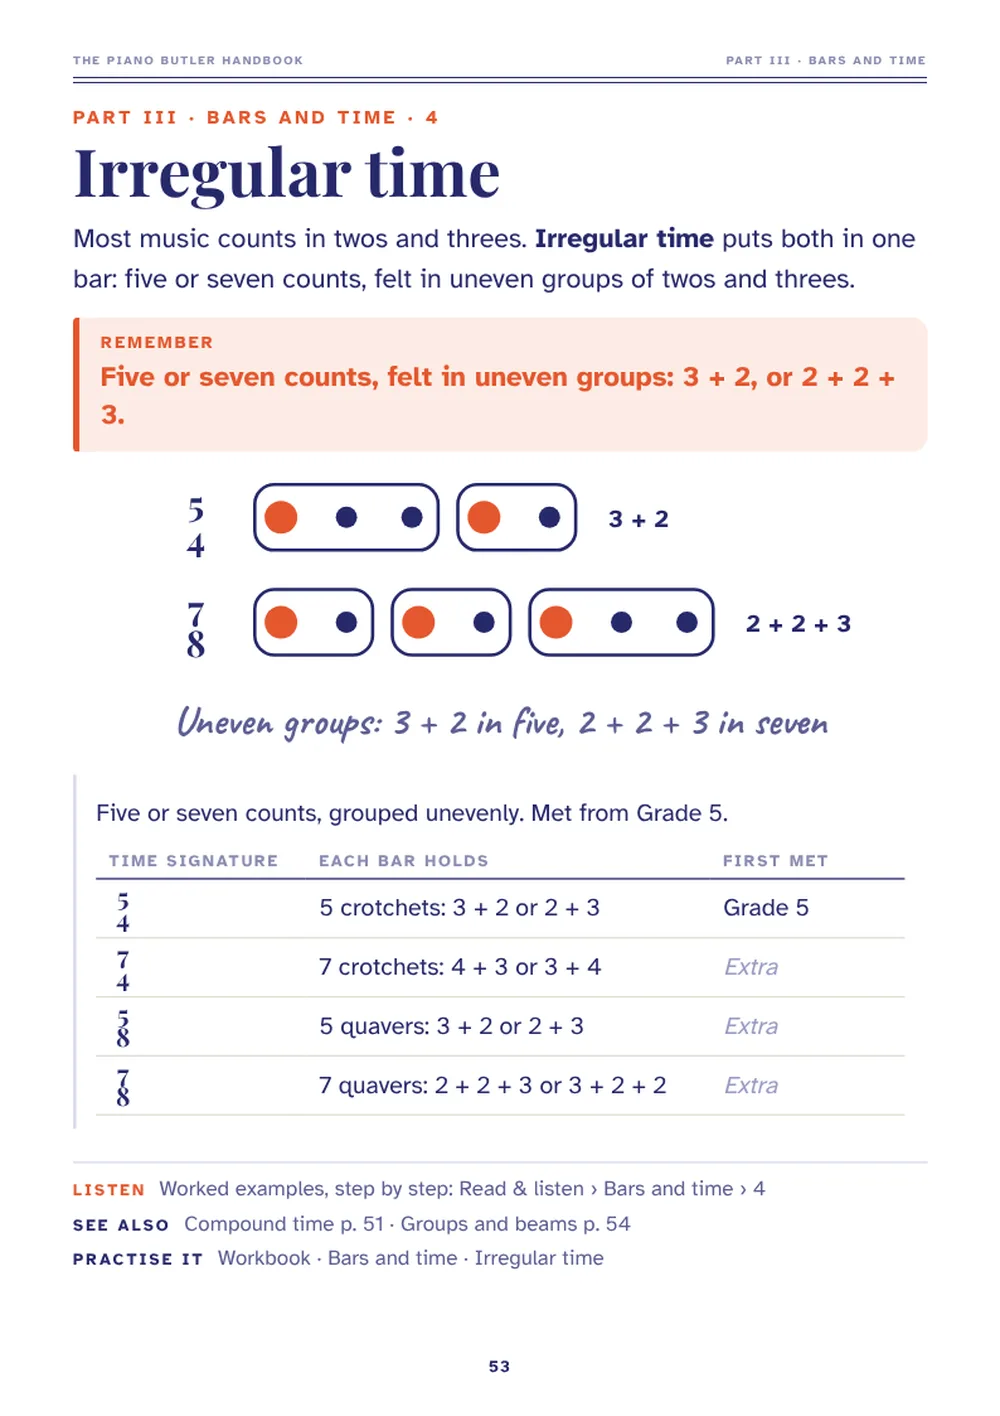 THE PIANO BUTLER HANDBOOK
PART III · BARS AND TIME
PART III · BARS AND TIME · 4
Irregular time
Most music counts in twos and threes. Irregular time puts both in one
bar: five or seven counts, felt in uneven groups of twos and threes.
REMEMBER
Five or seven counts, felt in uneven groups: 3 + 2, or 2 + 2 +
3.
5
4
3 + 2
7
8
2 + 2 + 3
Uneven groups: 3 + 2 in five, 2 + 2 + 3 in seven
Five or seven counts, grouped unevenly. Met from Grade 5.
TIME SIGNATURE EACH BAR HOLDS FIRST MET
5
4
5 crotchets: 3 + 2 or 2 + 3 Grade 5
7
4
7 crotchets: 4 + 3 or 3 + 4 Extra
5
8
5 quavers: 3 + 2 or 2 + 3 Extra
7
8
7 quavers: 2 + 2 + 3 or 3 + 2 + 2 Extra
LISTEN Worked examples, step by step: Read & listen › Bars and time › 4
SEE ALSO Compound time p. 51 · Groups and beams p. 54
PRACTISE IT Workbook · Bars and time · Irregular time
53